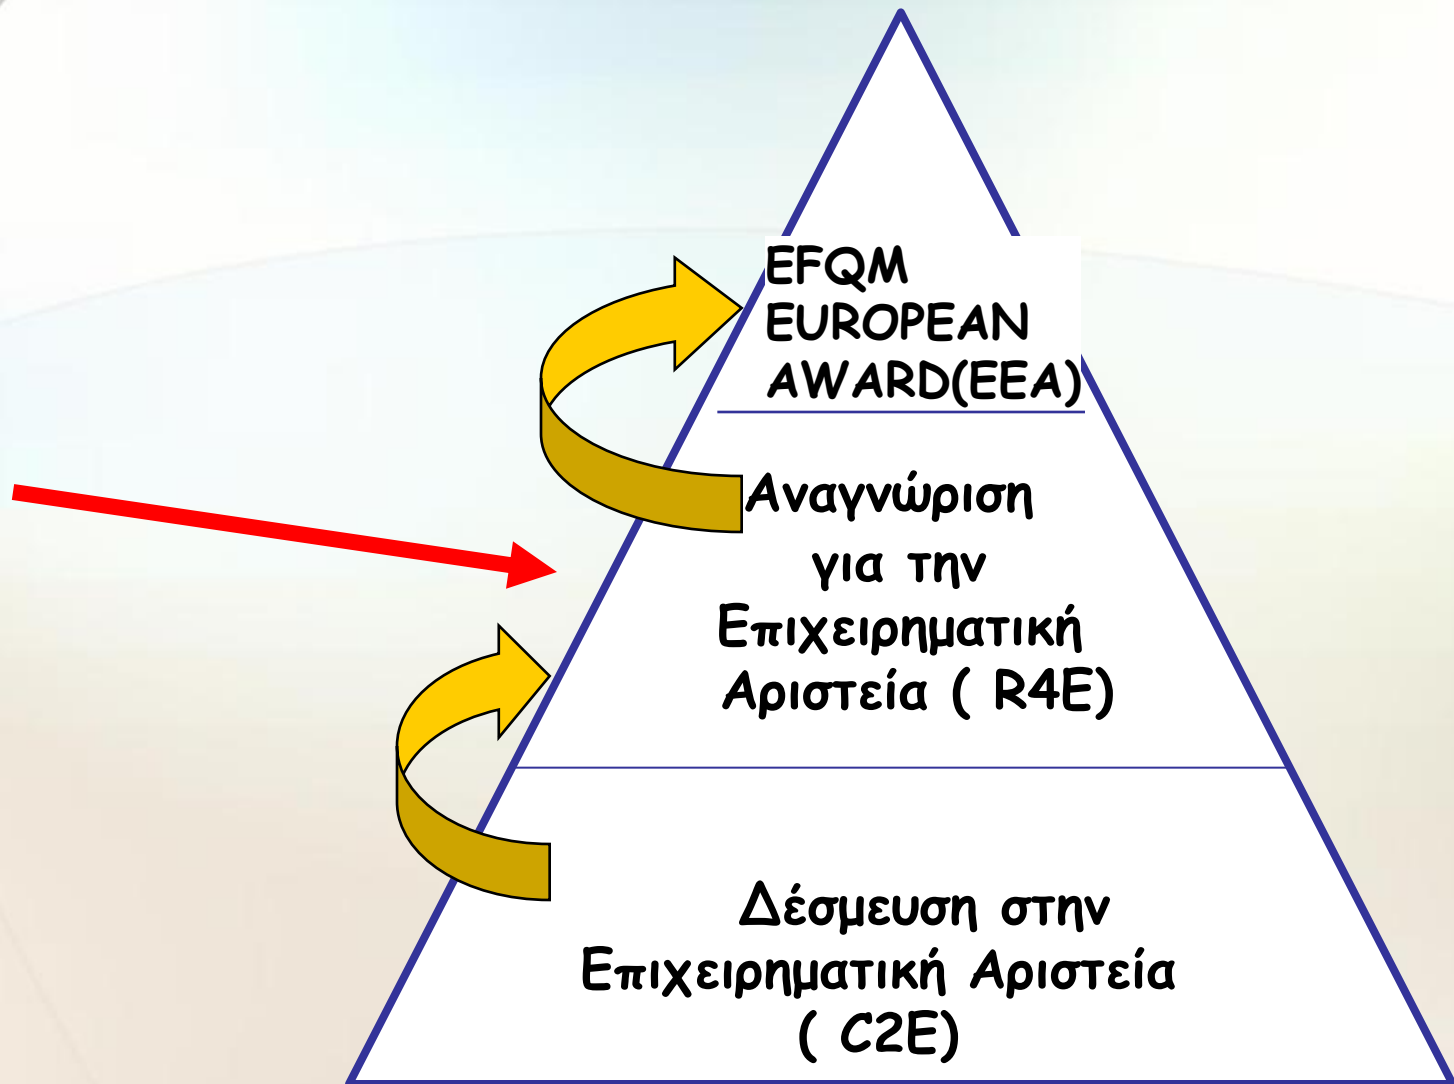 EFQM
EUROPEAN
AWARD(EEA)
Αναγνώριση
για την
Επιχειρηματική
Αριστεία ( R4E)
Δέσμευση στην
Επιχειρηματική Αριστεία
( C2E)